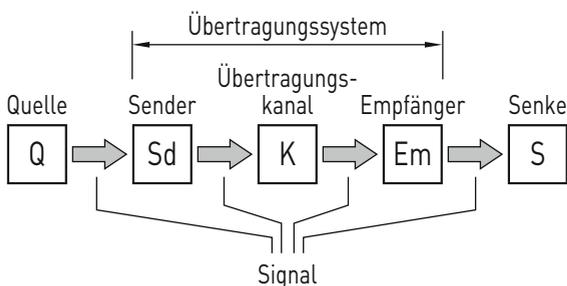 Übertragungssystem
Übertragungs-
Quelle Sender kanal Empfänger Senke
Q Sd K Em S
Signal